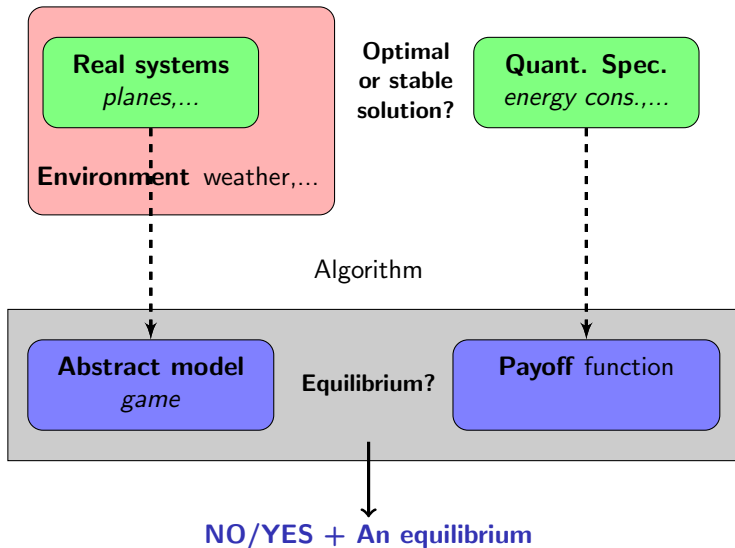 Real systems
planes,...
Optimal
or stable
solution?
Quant. Spec.
energy cons.,...
Environment weather,...
Algorithm
Abstract model
game
Equilibrium?
Payoff function
NO/YES + An equilibrium